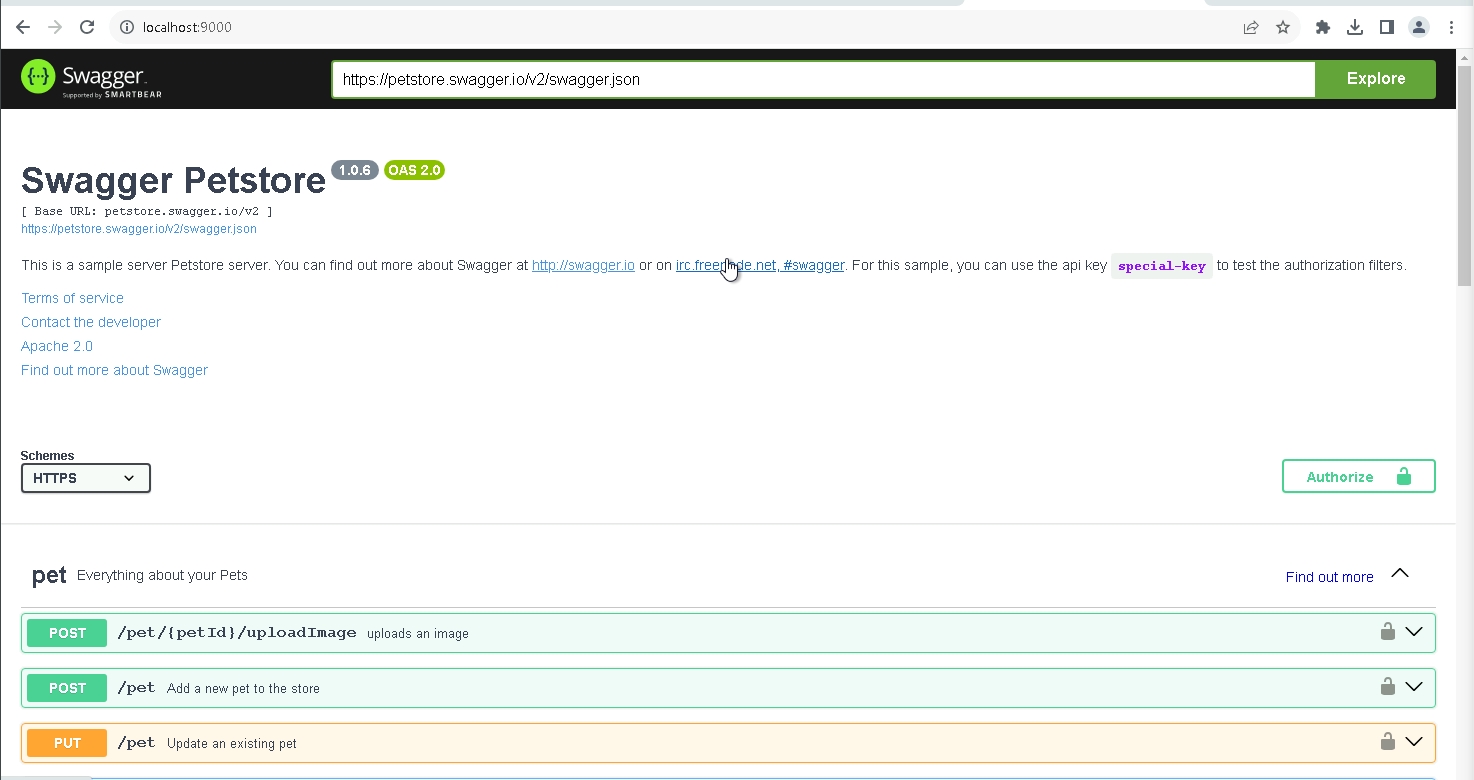 localhost:9000
Swagger.
Supported by SMARTBEAR
https://petstore.swagger.io/v2/swagger.json
Explore
Swagger Petstore 1.0.6 OAS 2.0
[ Base URL: petstore.swagger.io/v2 ]
https://petstore.swagger.io/v2/swagger.json
This is a sample server Petstore server. You can find out more about Swagger at http://swagger.io or on irc.freenode.net, #swagger. For this sample, you can use the api key special-key to test the authorization filters.
Terms of service
Contact the developer
Apache 2.0
Find out more about Swagger
Schemes
HTTPS
Authorize
pet Everything about your Pets
Find out more
POST /pet/{petId}/uploadImage uploads an image
POST /pet Add a new pet to the store
PUT /pet Update an existing pet